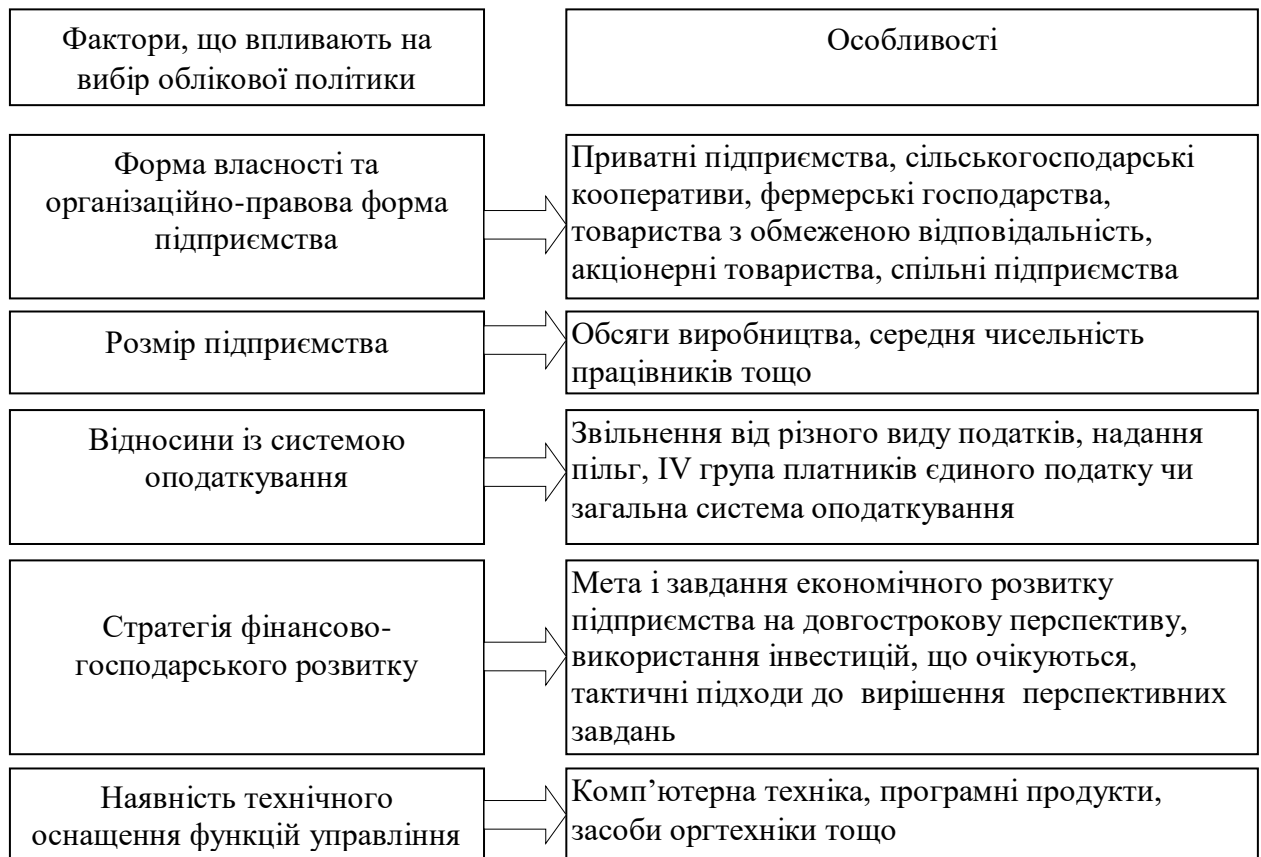 Фактори, що впливають на
вибір облікової політики
Особливості
Форма власності та
організаційно-правова форма
підприємства
Приватні підприємства, сільськогосподарські
кооперативи, фермерські господарства,
товариства з обмеженою відповідальність,
акціонерні товариства, спільні підприємства
Розмір підприємства
Обсяги виробництва, середня чисельність
працівників тощо
Відносини із системою
оподаткування
Звільнення від різного виду податків, надання
пільг, IV група платників єдиного податку чи
загальна система оподаткування
Стратегія фінансово-
господарського розвитку
Мета і завдання економічного розвитку
підприємства на довгострокову перспективу,
використання інвестицій, що очікуються,
тактичні підходи до вирішення перспективних
завдань
Наявність технічного
оснащення функцій управління
Комп’ютерна техніка, програмні продукти,
засоби оргтехніки тощо